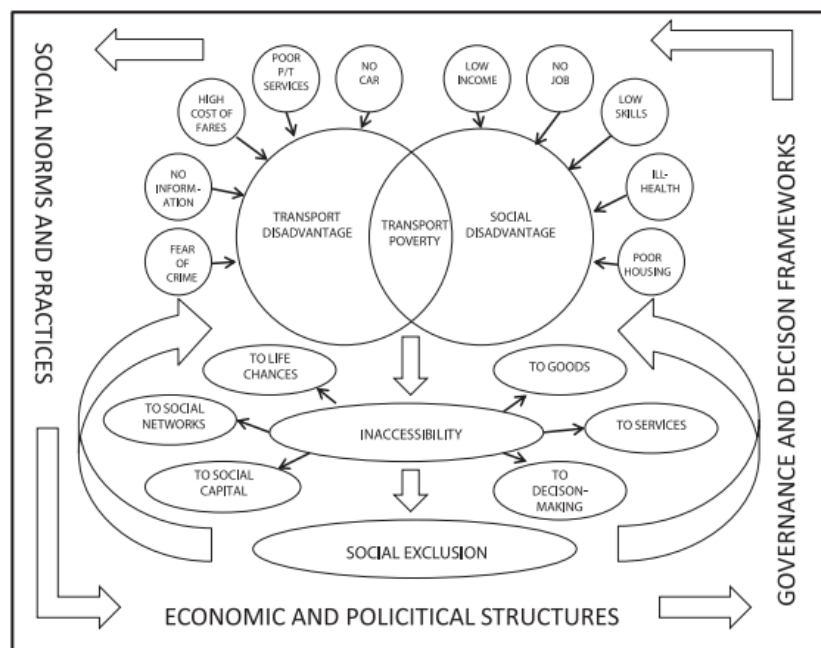 SOCIAL NORMS AND PRACTICES
GOVERNANCE AND DECISON FRAMEWORKS
POOR
P/T
SERVICES
NO
CAR
LOW
INCOME
NO
JOB
HIGH
COST OF
FARES
LOW
SKILLS
NO
INFORM-
ATION
ILL-
HEALTH
FEAR
OF
CRIME
POOR
HOUSING
TRANSPORT
DISADVANTAGE
TRANSPORT
POVERTY
SOCIAL
DISADVANTAGE
TO LIFE
CHANCES
TO GOODS
TO SOCIAL
NETWORKS
INACCESSIBILITY
TO SERVICES
TO SOCIAL
CAPITAL
TO
DECISON-
MAKING
SOCIAL EXCLUSION
ECONOMIC AND POLICITICAL STRUCTURES